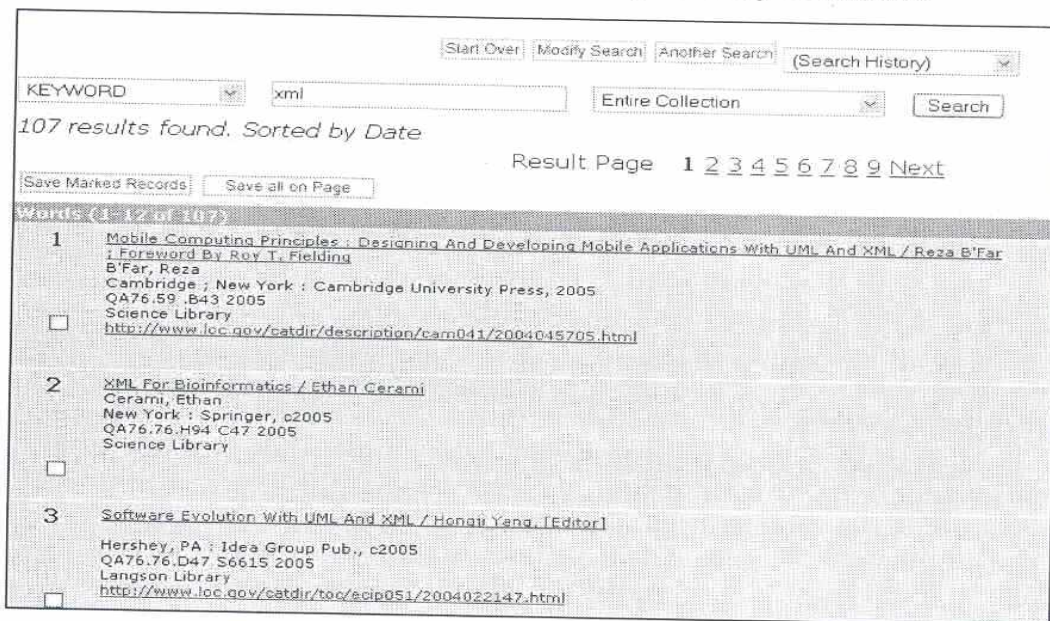 Start Over Modify Search Another Search (Search History)
KEYWORD xml Entire Collection Search
107 results found. Sorted by Date
Result Page 1 2 3 4 5 6 7 8 9 Next
Save Marked Records Save all on Page
Words (1-12 of 107)
1 Mobile Computing Principles : Designing And Developing Mobile Applications With UML And XML / Reza B'Far
; Foreword By Roy T. Fielding
B'Far, Reza
Cambridge ; New York : Cambridge University Press, 2005
QA76.59 .B43 2005
Science Library
http://www.loc.gov/catdir/description/cam041/2004045705.html
2 XML For Bioinformatics / Ethan Cerami
Cerami, Ethan
New York : Springer, c2005
QA76.76.H94 C47 2005
Science Library
3 Software Evolution With UML And XML / Hongji Yang, [Editor]
Hershey, PA : Idea Group Pub., c2005
QA76.76.D47 S6615 2005
Langson Library
http://www.loc.gov/catdir/toc/ecip051/2004022147.html